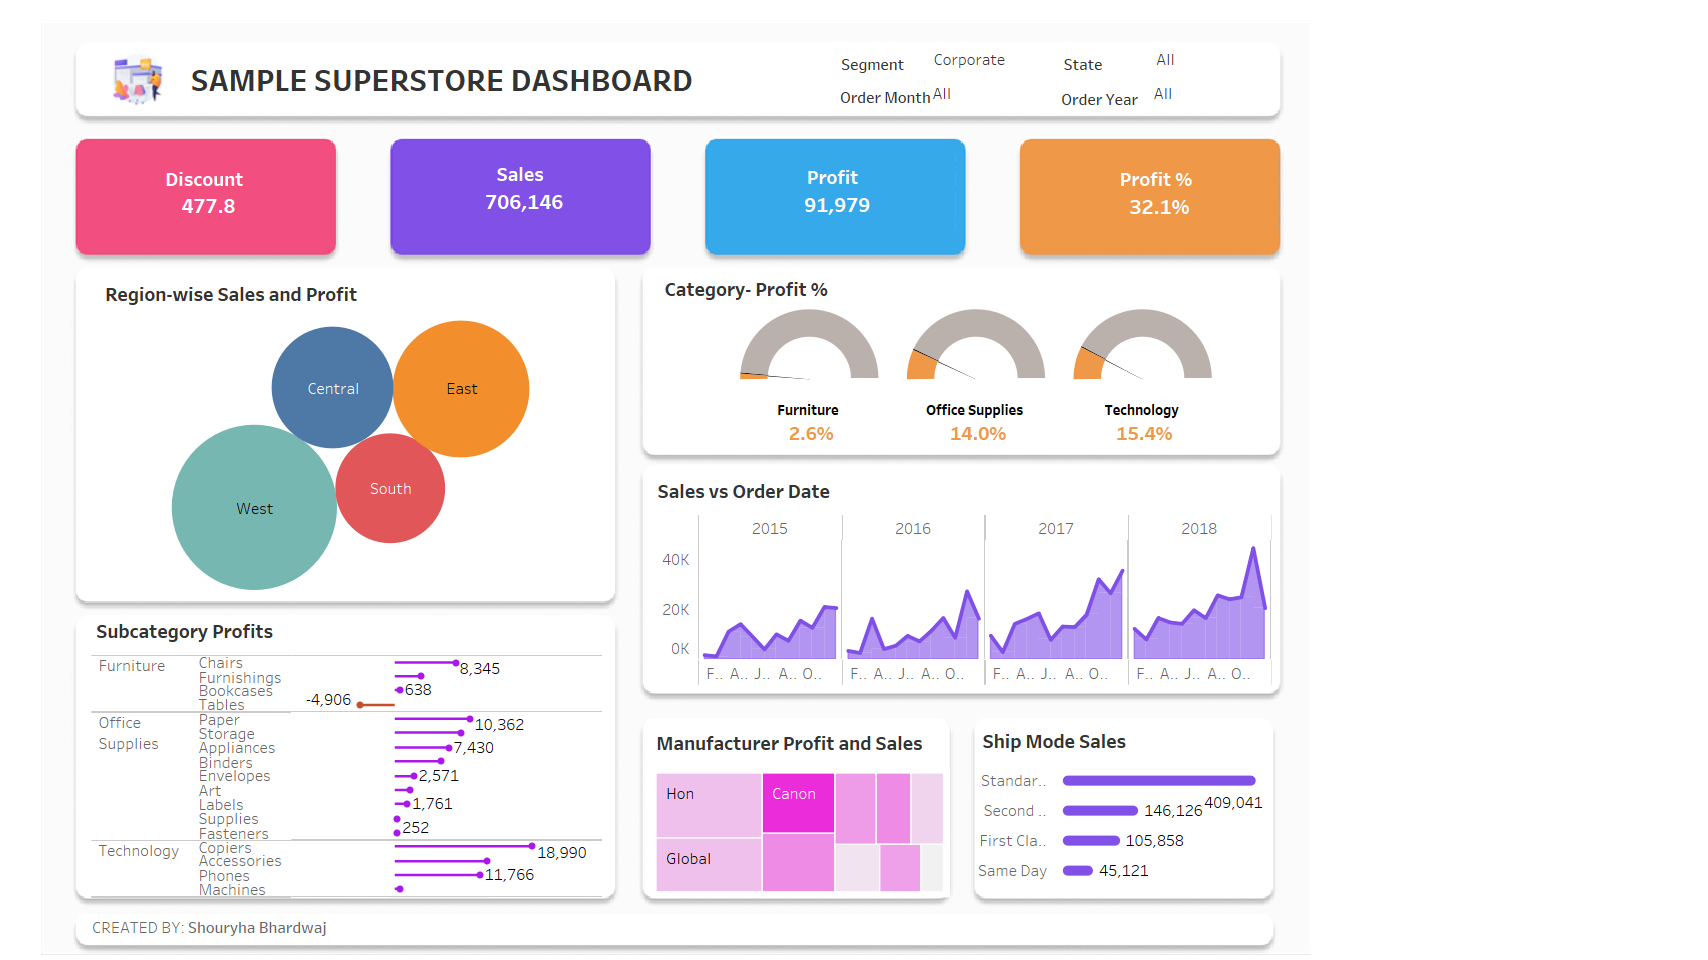 SAMPLE SUPERSTORE DASHBOARD
Segment Corporate State All
Order Month All Order Year All
Discount
477.8
Sales
706,146
Profit
91,979
Profit %
32.1%
Region-wise Sales and Profit
Central
East
South
West
Category- Profit %
Furniture
2.6%
Office Supplies
14.0%
Technology
15.4%
Sales vs Order Date
2015 2016 2017 2018
40K
20K
0K
F.. A.. J.. A.. O.. F.. A.. J.. A.. O.. F.. A.. J.. A.. O.. F.. A.. J.. A.. O..
Subcategory Profits
Furniture Chairs 8,345
Furnishings
Bookcases 638
Tables -4,906
Office Supplies Paper 10,362
Storage
Appliances 7,430
Binders
Envelopes 2,571
Art
Labels 1,761
Supplies
Fasteners 252
Technology Copiers 18,990
Accessories
Phones 11,766
Machines
Manufacturer Profit and Sales
Hon
Canon
Global
Ship Mode Sales
Standar.. 409,041
Second .. 146,126
First Cla.. 105,858
Same Day 45,121
CREATED BY: Shouryha Bhardwaj